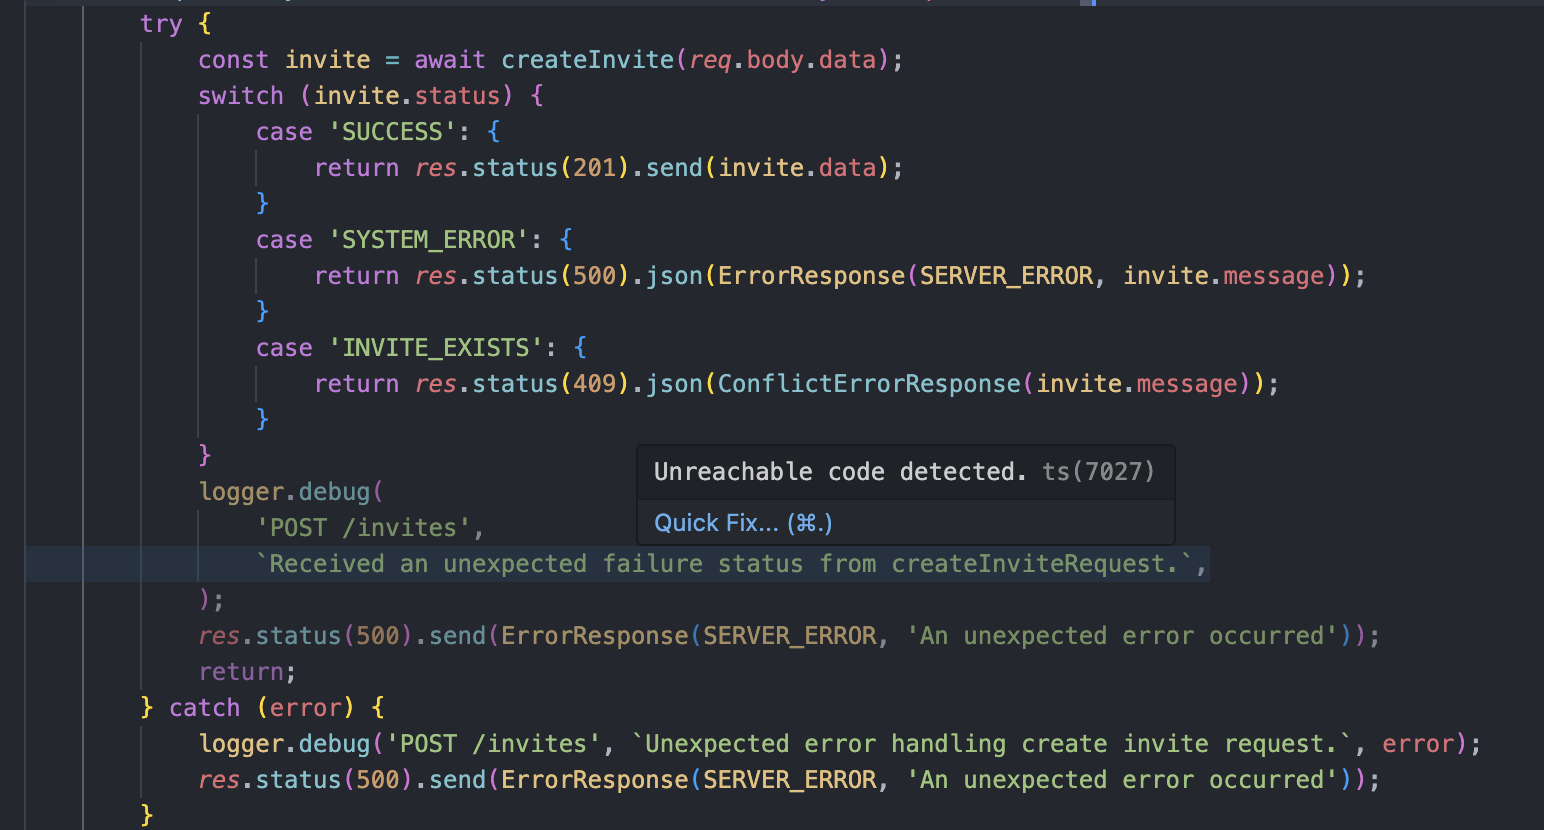 try {
const invite = await createInvite(req.body.data);
switch (invite.status) {
case 'SUCCESS': {
return res.status(201).send(invite.data);
}
case 'SYSTEM_ERROR': {
return res.status(500).json(ErrorResponse(SERVER_ERROR, invite.message));
}
case 'INVITE_EXISTS': {
return res.status(409).json(ConflictErrorResponse(invite.message));
}
}
Unreachable code detected. ts(7027)
Quick Fix... (⌘.)
logger.debug(
'POST /invites',
`Received an unexpected failure status from createInviteRequest.`,
);
res.status(500).send(ErrorResponse(SERVER_ERROR, 'An unexpected error occurred'));
return;
} catch (error) {
logger.debug('POST /invites', `Unexpected error handling create invite request.`, error);
res.status(500).send(ErrorResponse(SERVER_ERROR, 'An unexpected error occurred'));
}